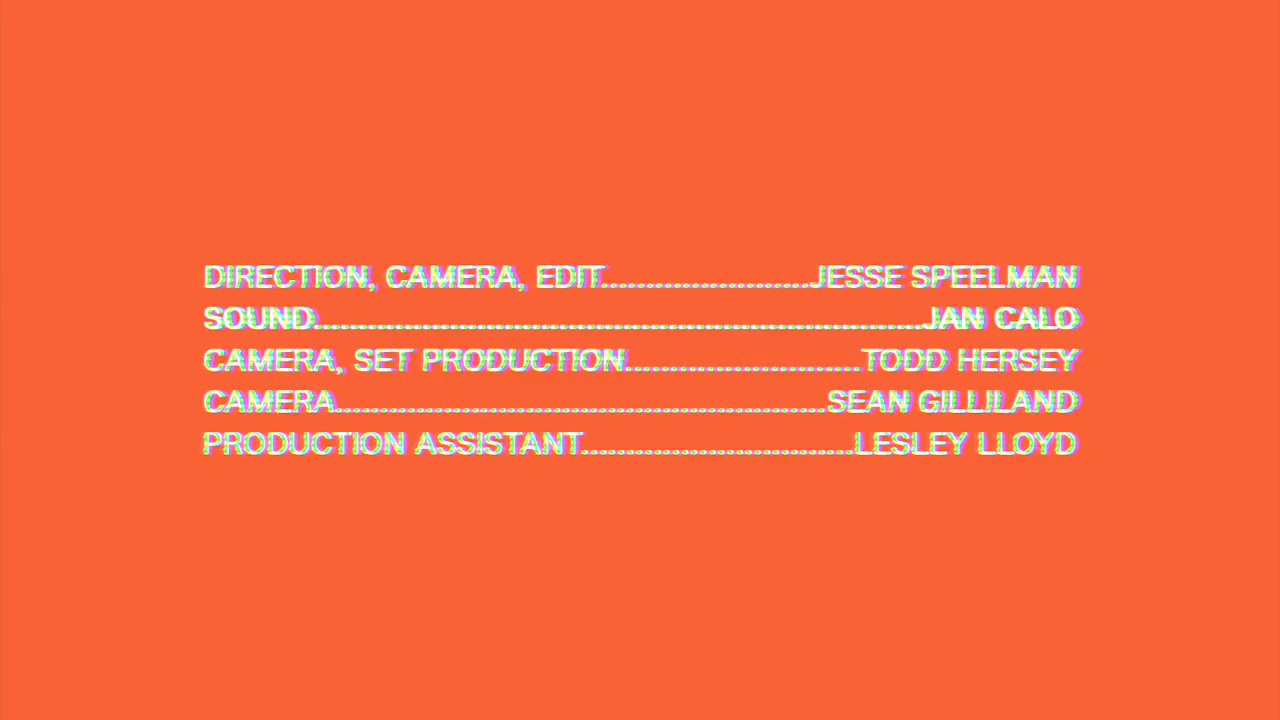 DIRECTION, CAMERA, EDIT.......................JESSE SPEELMAN
SOUND....................................................................JAN CALO
CAMERA, SET PRODUCTION..........................TODD HERSEY
CAMERA.......................................................SEAN GILLILAND
PRODUCTION ASSISTANT..............................LESLEY LLOYD